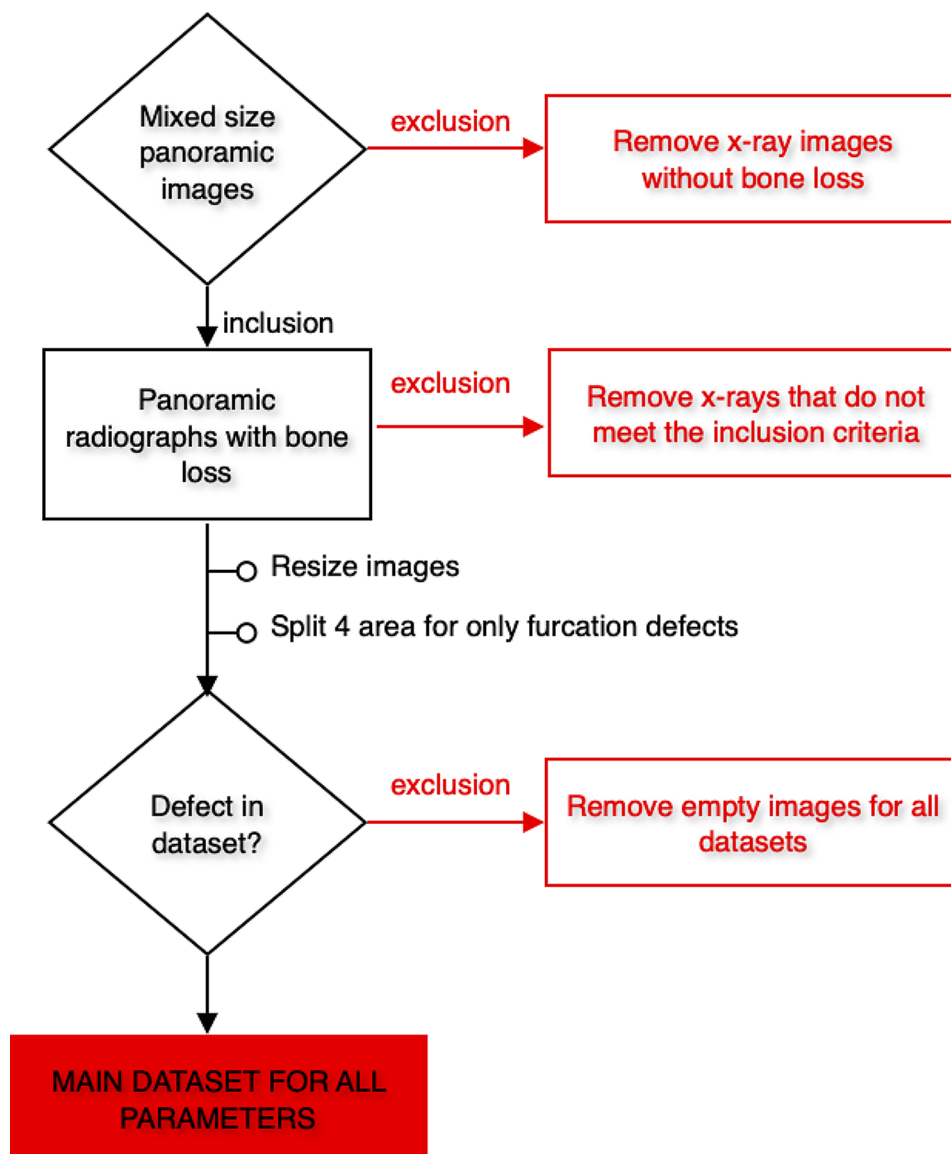 Mixed size
panoramic
images
exclusion
Remove x-ray images
without bone loss
inclusion
Panoramic
radiographs with bone
loss
exclusion
Remove x-rays that do not
meet the inclusion criteria
Resize images
Split 4 area for only furcation defects
Defect in
dataset?
exclusion
Remove empty images for all
datasets
MAIN DATASET FOR ALL
PARAMETERS